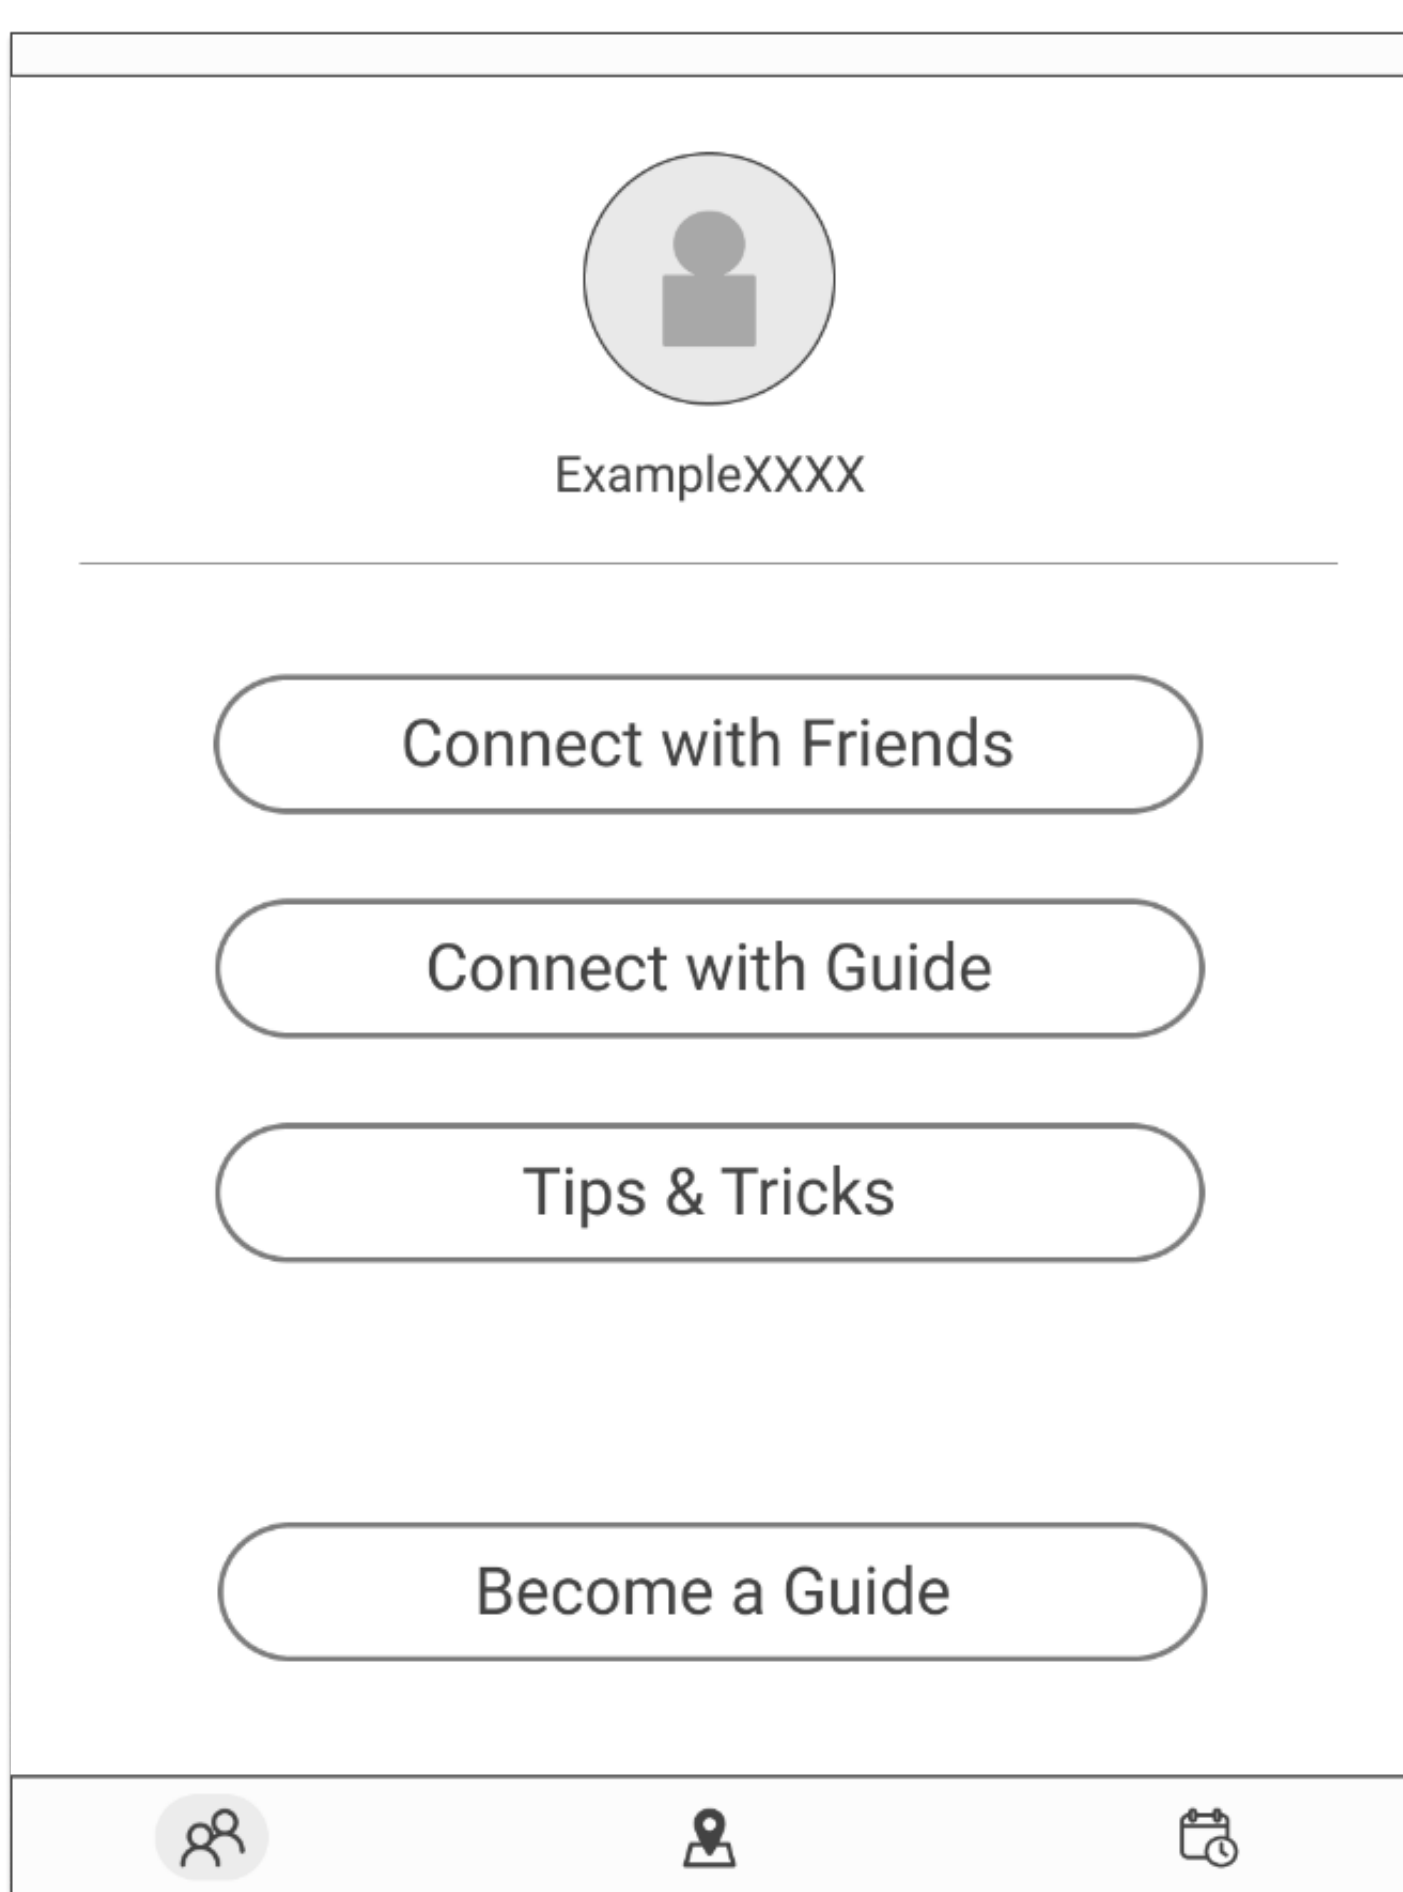 ExampleXXXX
Connect with Friends
Connect with Guide
Tips & Tricks
Become a Guide